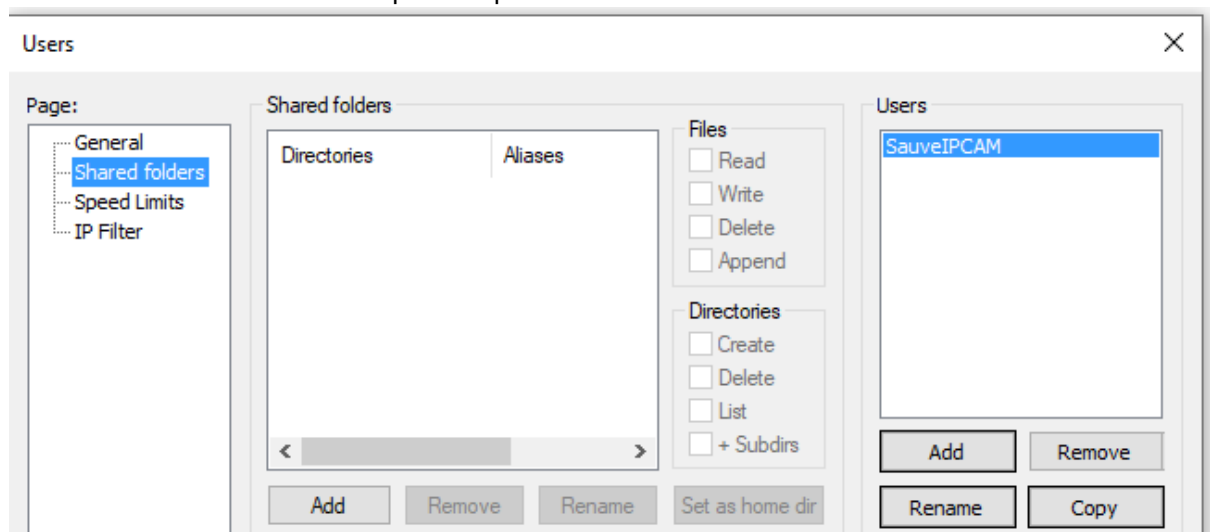 Users
Page:
General
Shared folders
Speed Limits
IP Filter
Shared folders
Directories Aliases
Add Remove Rename Set as home dir
Files
Read
Write
Delete
Append
Directories
Create
Delete
List
+ Subdirs
Users
SauveIPCAM
Add Remove
Rename Copy